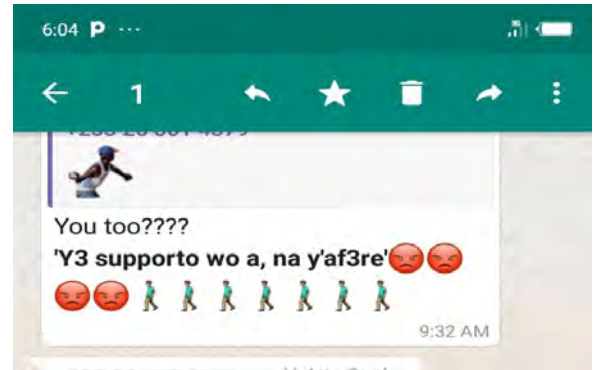 6:04 P ...
1
You too????
'Y3 supporto wo a, na y'af3re'😡😡
😡😡🚶🚶🚶🚶🚶🚶🚶
9:32 AM